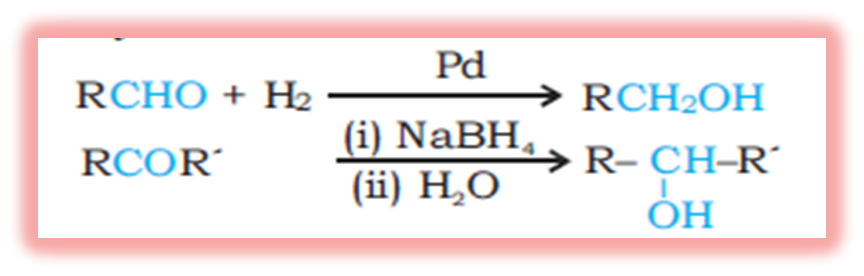 Pd
RCHO + H₂ ⟶ RCH₂OH
(i) NaBH₄
RCOR´ ⟶ R– CH–R´
(ii) H₂O
OH